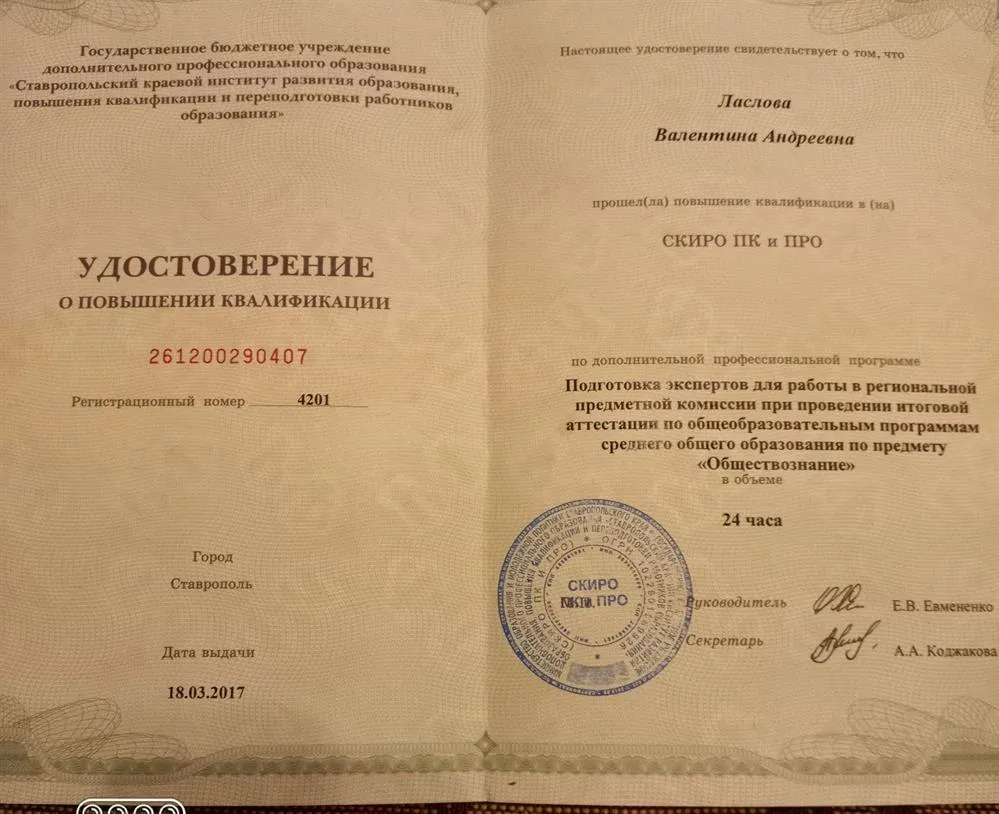 Государственное бюджетное учреждение
дополнительного профессионального образования
«Ставропольский краевой институт развития образования,
повышения квалификации и переподготовки работников
образования»
УДОСТОВЕРЕНИЕ
О ПОВЫШЕНИИ КВАЛИФИКАЦИИ
261200290407
Регистрационный номер 4201
Город
Ставрополь
Дата выдачи
18.03.2017
Настоящее удостоверение свидетельствует о том, что
Ласлова
Валентина Андреевна
прошел(ла) повышение квалификации в (на)
СКИРО ПК и ПРО
по дополнительной профессиональной программе
Подготовка экспертов для работы в региональной
предметной комиссии при проведении итоговой
аттестации по общеобразовательным программам
среднего общего образования по предмету
«Обществознание»
в объеме
24 часа
СКИРО
ПК и ПРО
Руководитель Е.В. Евмененко
Секретарь А.А. Коджакова